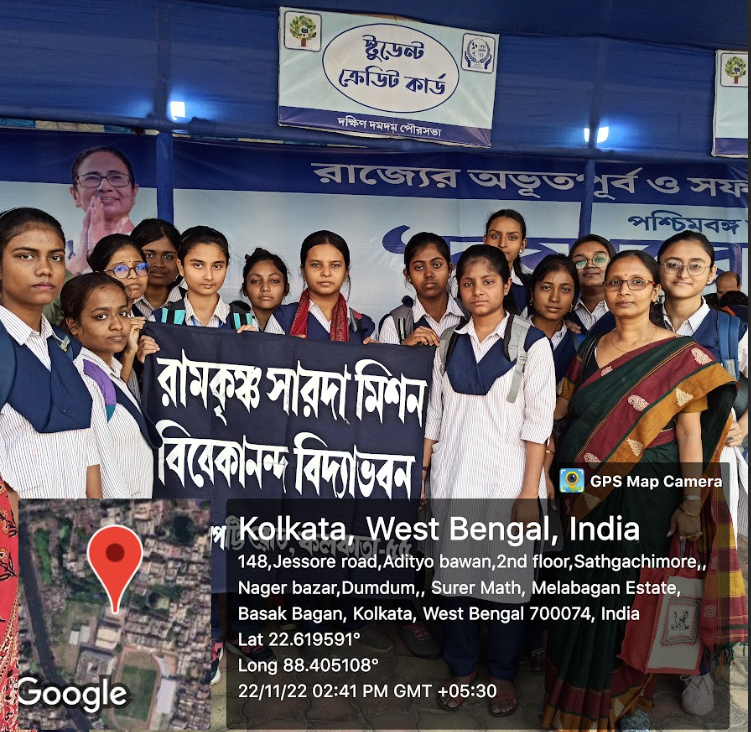 স্টুডেন্ট
ক্রেডিট কার্ড
দক্ষিণ দমদম পৌরসভা
রাজ্যের অভূতপূর্ব ও সফ
পশ্চিমবঙ্গ
রামকৃষ্ণ সারদা মিশন
বিবেকানন্দ বিদ্যাভবন
GPS Map Camera
Kolkata, West Bengal, India
148,Jessore road,Adityo bawan,2nd floor,Sathgachimore,,
Nager bazar,Dumdum,, Surer Math, Melabagan Estate,
Basak Bagan, Kolkata, West Bengal 700074, India
Lat 22.619591°
Long 88.405108°
22/11/22 02:41 PM GMT +05:30
Google